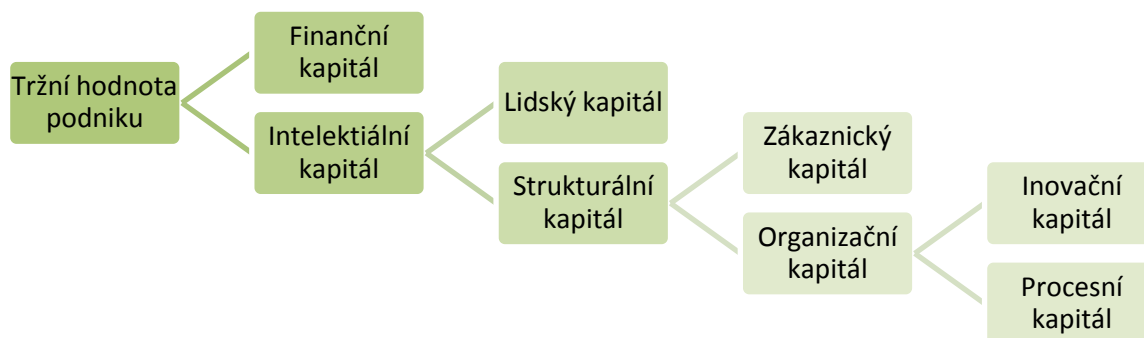 Tržní hodnota
podniku
Finanční
kapitál
Intelektiální
kapitál
Lidský kapitál
Strukturální
kapitál
Zákaznický
kapitál
Organizační
kapitál
Inovační
kapitál
Procesní
kapitál